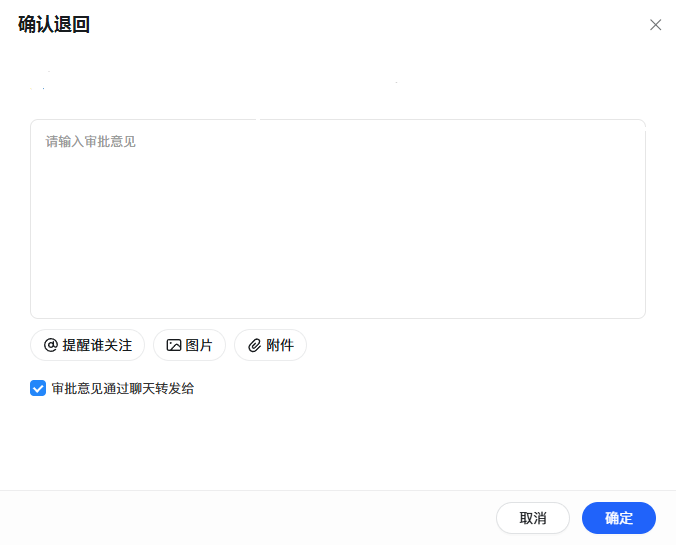 确认退回
请输入审批意见
提醒谁关注 图片 附件
审批意见通过聊天转发给
取消 确定